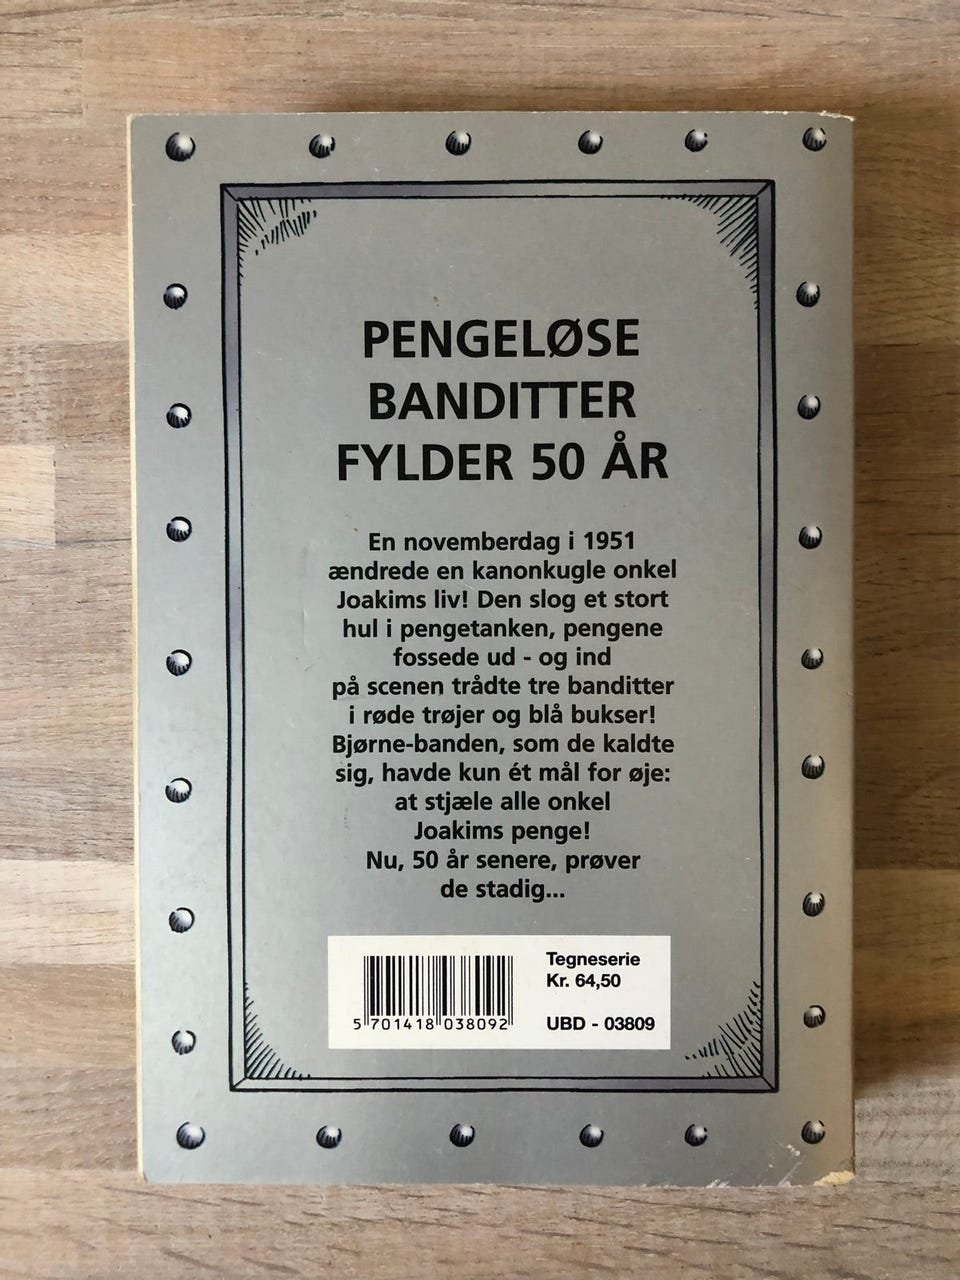 PENGELØSE
BANDITTER
FYLDER 50 ÅR
En novemberdag i 1951
ændrede en kanonkugle onkel
Joakims liv! Den slog et stort
hul i pengetanken, pengene
fossede ud - og ind
på scenen trådte tre banditter
i røde trøjer og blå bukser!
Bjørne-banden, som de kaldte
sig, havde kun ét mål for øje:
at stjæle alle onkel
Joakims penge!
Nu, 50 år senere, prøver
de stadig...
Tegneserie
Kr. 64,50
UBD - 03809
5 701418 038092